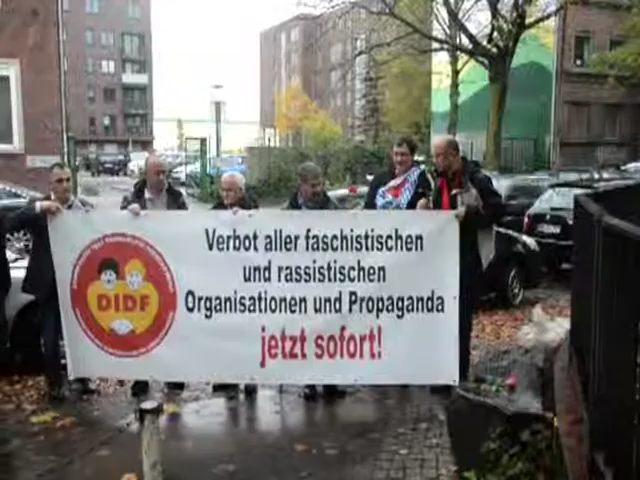 DIDF
Verbot aller faschistischen
und rassistischen
Organisationen und Propaganda
jetzt sofort!